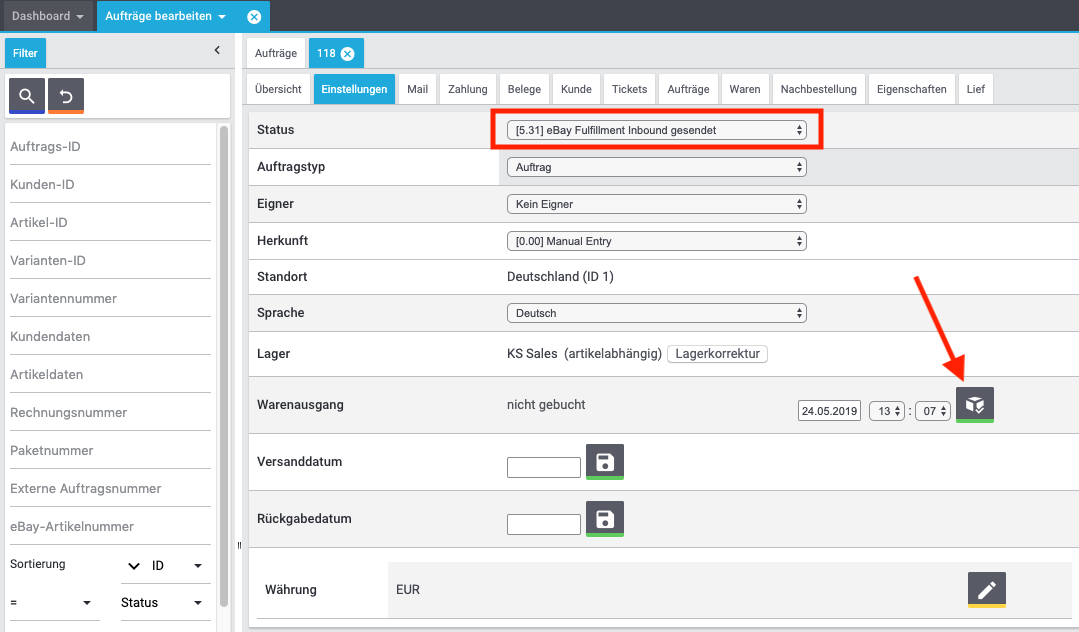 Dashboard
Aufträge bearbeiten
Filter
Auftrags-ID
Kunden-ID
Artikel-ID
Varianten-ID
Variantennummer
Kundendaten
Artikeldaten
Rechnungsnummer
Paketnummer
Externe Auftragsnummer
eBay-Artikelnummer
Sortierung
ID
=
Status
Aufträge
118
Übersicht
Einstellungen
Mail
Zahlung
Belege
Kunde
Tickets
Aufträge
Waren
Nachbestellung
Eigenschaften
Lief
Status
[5.31] eBay Fulfillment Inbound gesendet
Auftragstyp
Auftrag
Eigner
Kein Eigner
Herkunft
[0.00] Manual Entry
Standort
Deutschland (ID 1)
Sprache
Deutsch
Lager
KS Sales (artikelabhängig) Lagerkorrektur
Warenausgang
nicht gebucht
24.05.2019 13 : 07
Versanddatum
Rückgabedatum
Währung
EUR